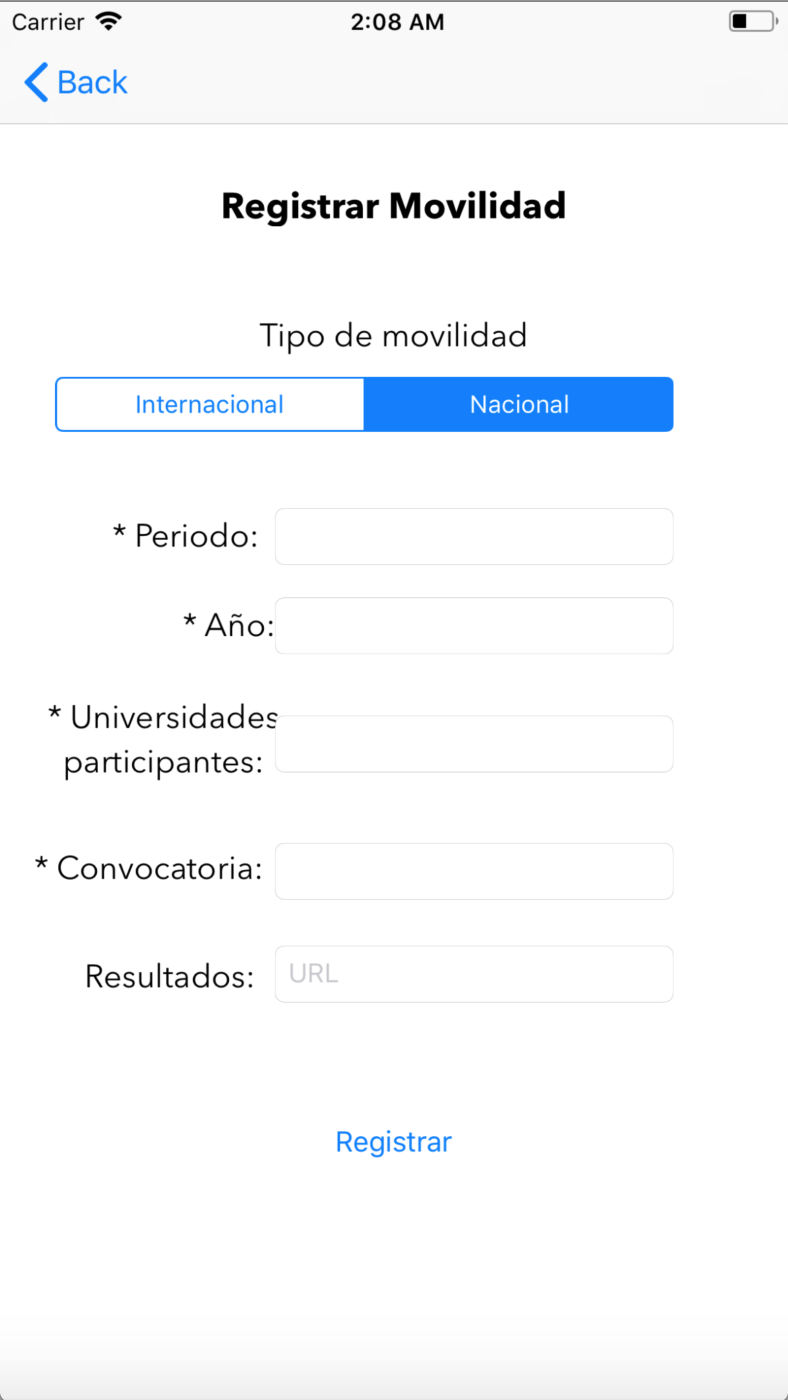 Carrier 2:08 AM
Back
Registrar Movilidad
Tipo de movilidad
Internacional Nacional
* Periodo:
* Año:
* Universidades
participantes:
* Convocatoria:
Resultados: URL
Registrar